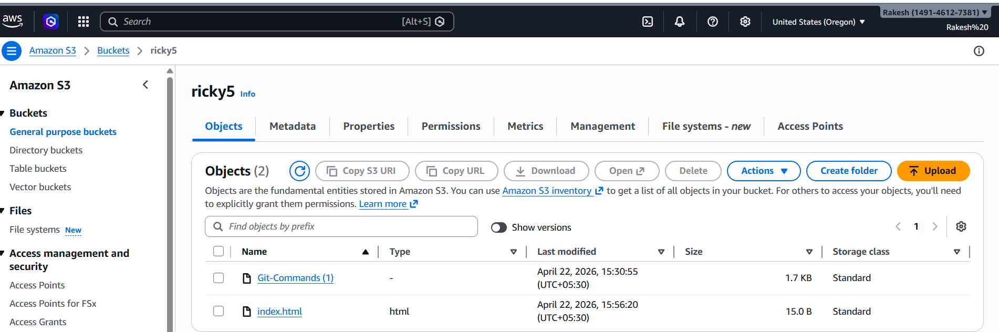 aws
Search [Alt+S]
United States (Oregon)
Rakesh (1491-4612-7381)
Rakesh%20
Amazon S3
Buckets
ricky5
Amazon S3
Buckets
General purpose buckets
Directory buckets
Table buckets
Vector buckets
Files
File systems New
Access management and
security
Access Points
Access Points for FSx
Access Grants
ricky5 Info
Objects Metadata Properties Permissions Metrics Management File systems - new Access Points
Objects (2) Copy S3 URI Copy URL Download Open Delete Actions Create folder Upload
Objects are the fundamental entities stored in Amazon S3. You can use Amazon S3 inventory to get a list of all objects in your bucket. For others to access your objects, you'll need
to explicitly grant them permissions. Learn more
Find objects by prefix Show versions 1
Name Type Last modified Size Storage class
Git-Commands (1) - April 22, 2026, 15:30:55 (UTC+05:30) 1.7 KB Standard
index.html html April 22, 2026, 15:56:20 (UTC+05:30) 15.0 B Standard